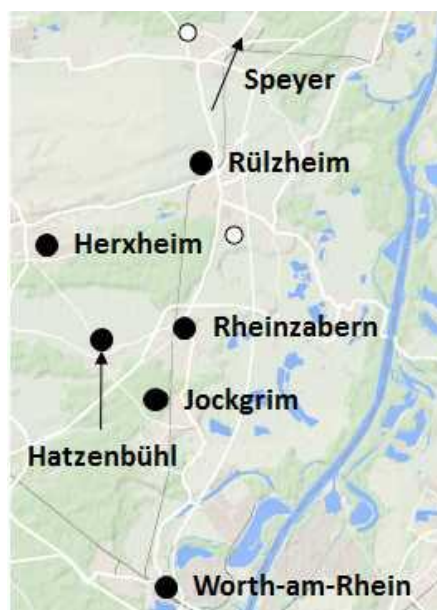 Speyer
Rülzheim
Herxheim
Rheinzabern
Jockgrim
Hatzenbühl
Worth-am-Rhein